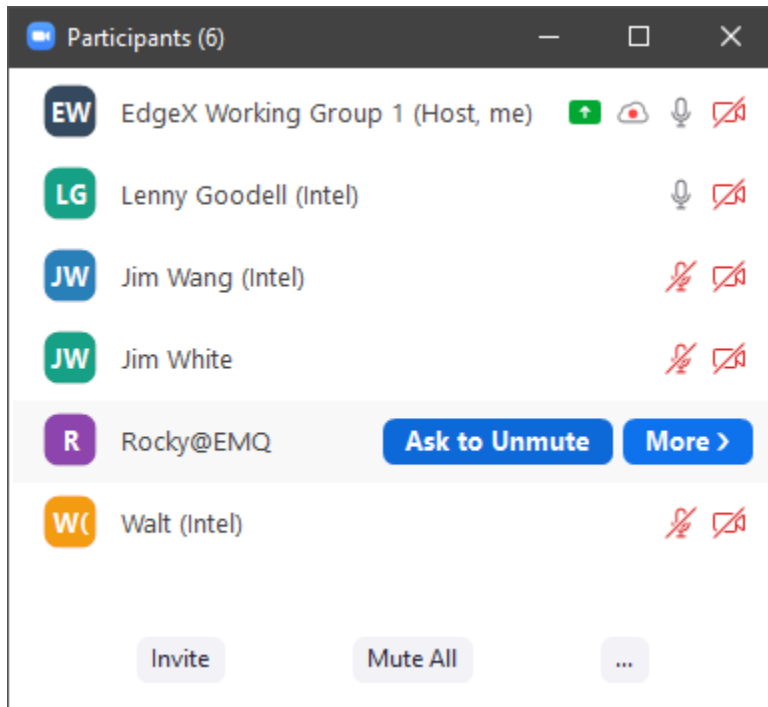 Participants (6)
EW EdgeX Working Group 1 (Host, me)
LG Lenny Goodell (Intel)
JW Jim Wang (Intel)
JW Jim White
R Rocky@EMQ Ask to Unmute More >
W( Walt (Intel)
Invite Mute All ...